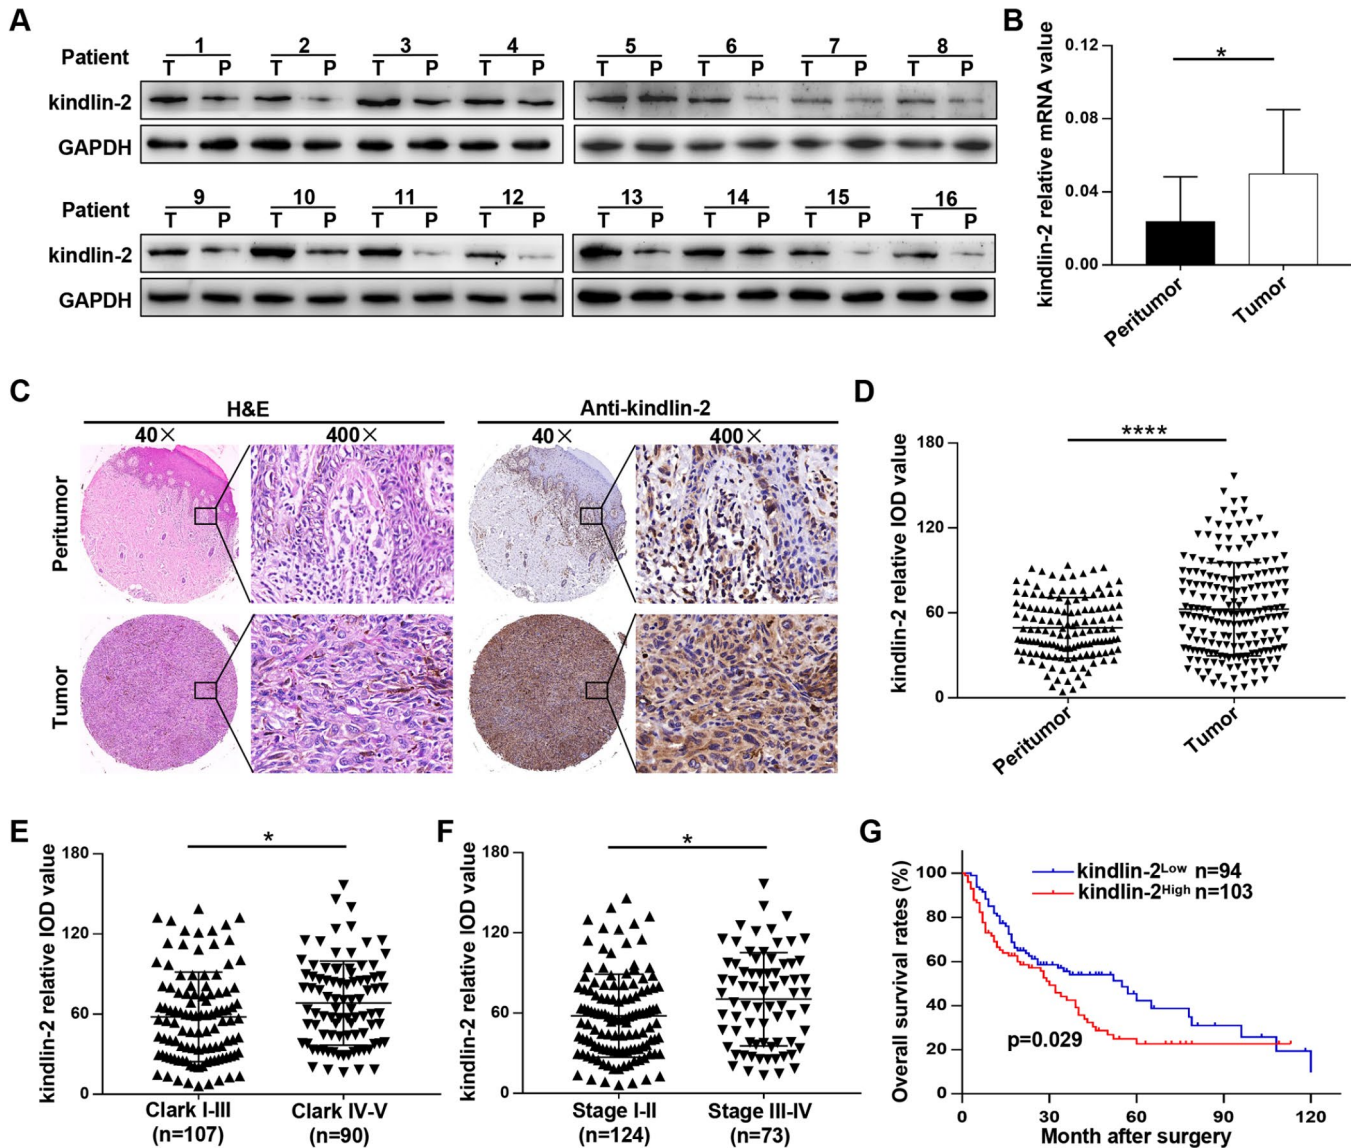 A
Patient 1 2 3 4 5 6 7 8
T P T P T P T P T P T P T P T P
kindlin-2
GAPDH
Patient 9 10 11 12 13 14 15 16
T P T P T P T P T P T P T P T P
kindlin-2
GAPDH
B
kindlin-2 relative mRNA value
*
0.12
0.08
0.04
0.00
Peritumor
Tumor
C
H&E Anti-kindlin-2
40× 400× 40× 400×
Peritumor
Tumor
D
kindlin-2 relative IOD value
****
180
120
60
0
Peritumor
Tumor
E
kindlin-2 relative IOD value
*
180
120
60
0
Clark I-III Clark IV-V
(n=107) (n=90)
F
kindlin-2 relative IOD value
*
180
120
60
0
Stage I-II Stage III-IV
(n=124) (n=73)
G
Overall survival rates (%)
kindlin-2Low n=94
kindlin-2High n=103
100
80
60
40
20
p=0.029
0 30 60 90 120
Month after surgery